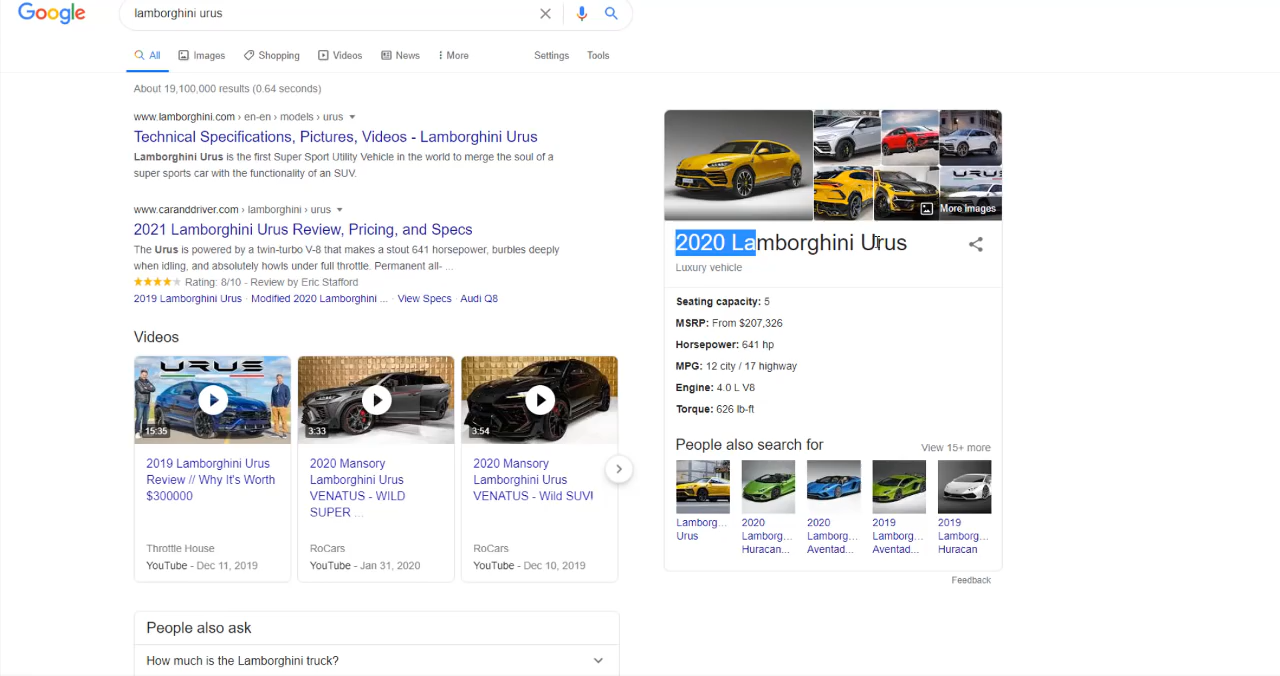 Google
lamborghini urus
All Images Shopping Videos News More Settings Tools
About 19,100,000 results (0.64 seconds)
www.lamborghini.com › en-en › models › urus
Technical Specifications, Pictures, Videos - Lamborghini Urus
Lamborghini Urus is the first Super Sport Utility Vehicle in the world to merge the soul of a
super sports car with the functionality of an SUV.
www.caranddriver.com › lamborghini › urus
2021 Lamborghini Urus Review, Pricing, and Specs
The Urus is powered by a twin-turbo V-8 that makes a stout 641 horsepower, burbles deeply
when idling, and absolutely howls under full throttle. Permanent all- ...
Rating: 8/10 - Review by Eric Stafford
2019 Lamborghini Urus · Modified 2020 Lamborghini ... · View Specs · Audi Q8
Videos
URUS
15:35
3:33
3:54
2019 Lamborghini Urus
Review // Why It's Worth
$300000
Throttle House
YouTube - Dec 11, 2019
2020 Mansory
Lamborghini Urus
VENATUS - WILD
SUPER ...
RoCars
YouTube - Jan 31, 2020
2020 Mansory
Lamborghini Urus
VENATUS - Wild SUV!
RoCars
YouTube - Dec 10, 2019
People also ask
How much is the Lamborghini truck?
URUS
More Images
2020 Lamborghini Urus
Luxury vehicle
Seating capacity: 5
MSRP: From $207,326
Horsepower: 641 hp
MPG: 12 city / 17 highway
Engine: 4.0 L V8
Torque: 626 lb-ft
People also search for
View 15+ more
Lamborg...
Urus
2020
Lamborg...
Huracan...
2020
Lamborg...
Aventad...
2019
Lamborg...
Aventad...
2019
Lamborg...
Huracan
Feedback